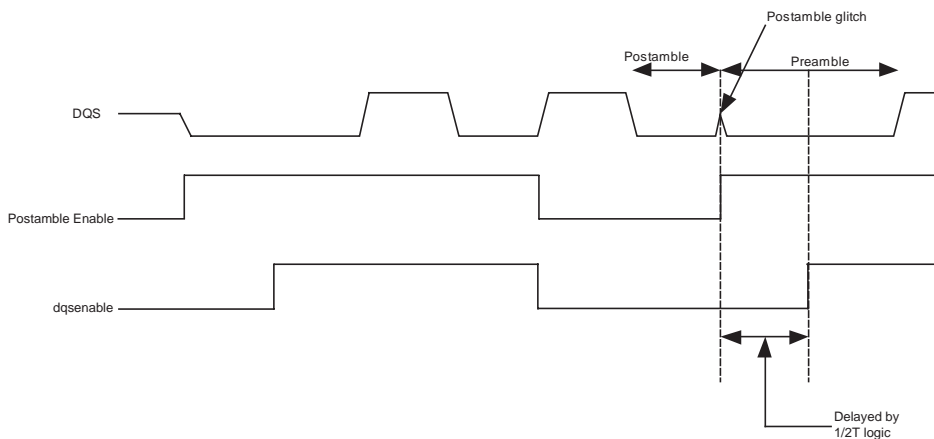 Postamble glitch
Postamble
Preamble
DQS
Postamble Enable
dqsenable
Delayed by
1/2T logic